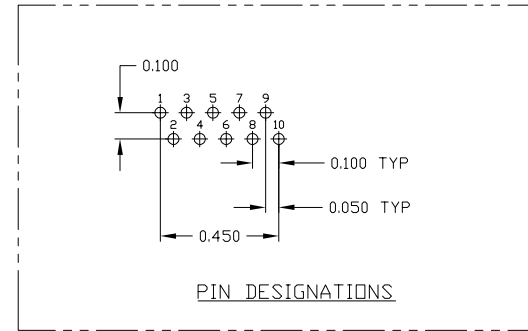 0.100
1 3 5 7 9
2 4 6 8 10
0.100 TYP
0.050 TYP
0.450
PIN DESIGNATIONS